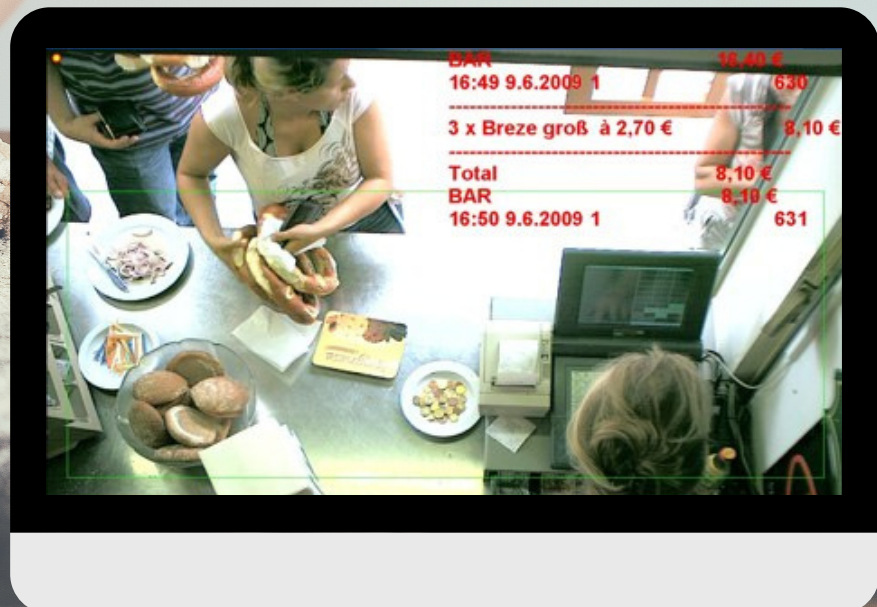 BAR 16,40 €
16:49 9.6.2009 1 630
--------------------------------------------------
3 x Breze groß à 2,70 € 8,10 €
--------------------------------------------------
Total 8,10 €
BAR 8,10 €
16:50 9.6.2009 1 631